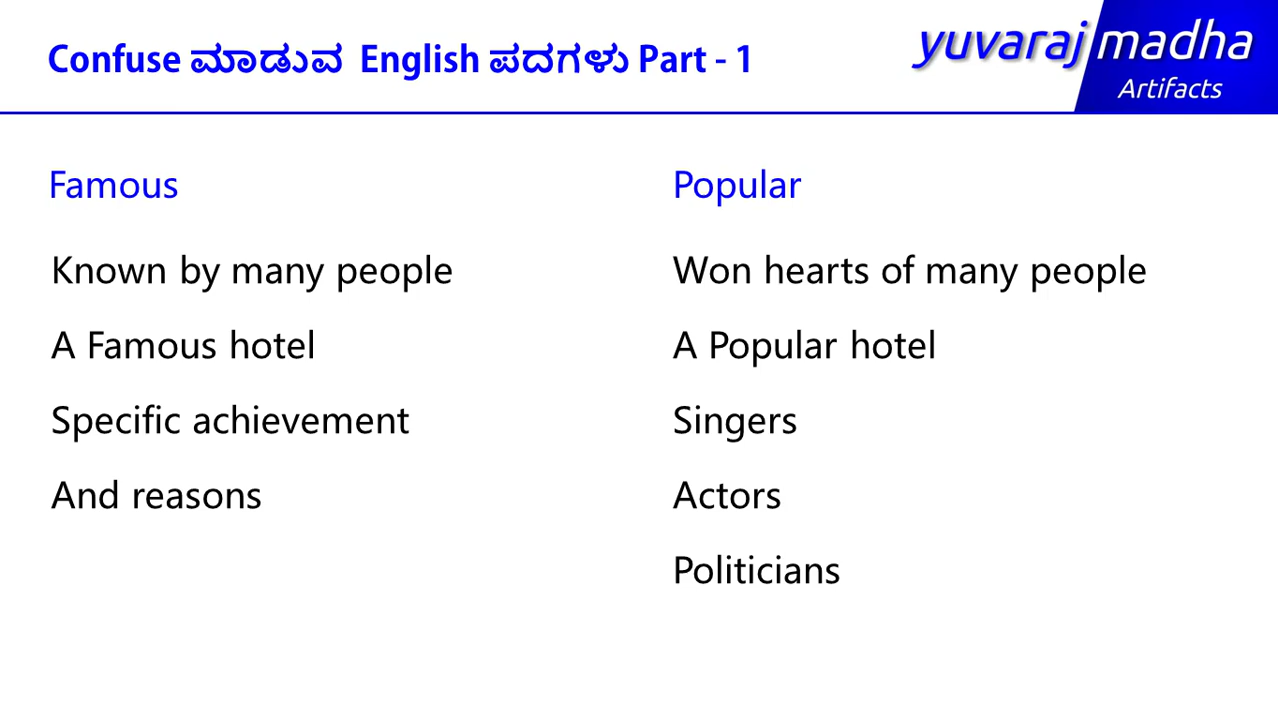 Confuse ಮಾಡುವ English ಪದಗಳು Part - 1
yuvaraj madha
Artifacts
Famous
Known by many people
A Famous hotel
Specific achievement
And reasons
Popular
Won hearts of many people
A Popular hotel
Singers
Actors
Politicians